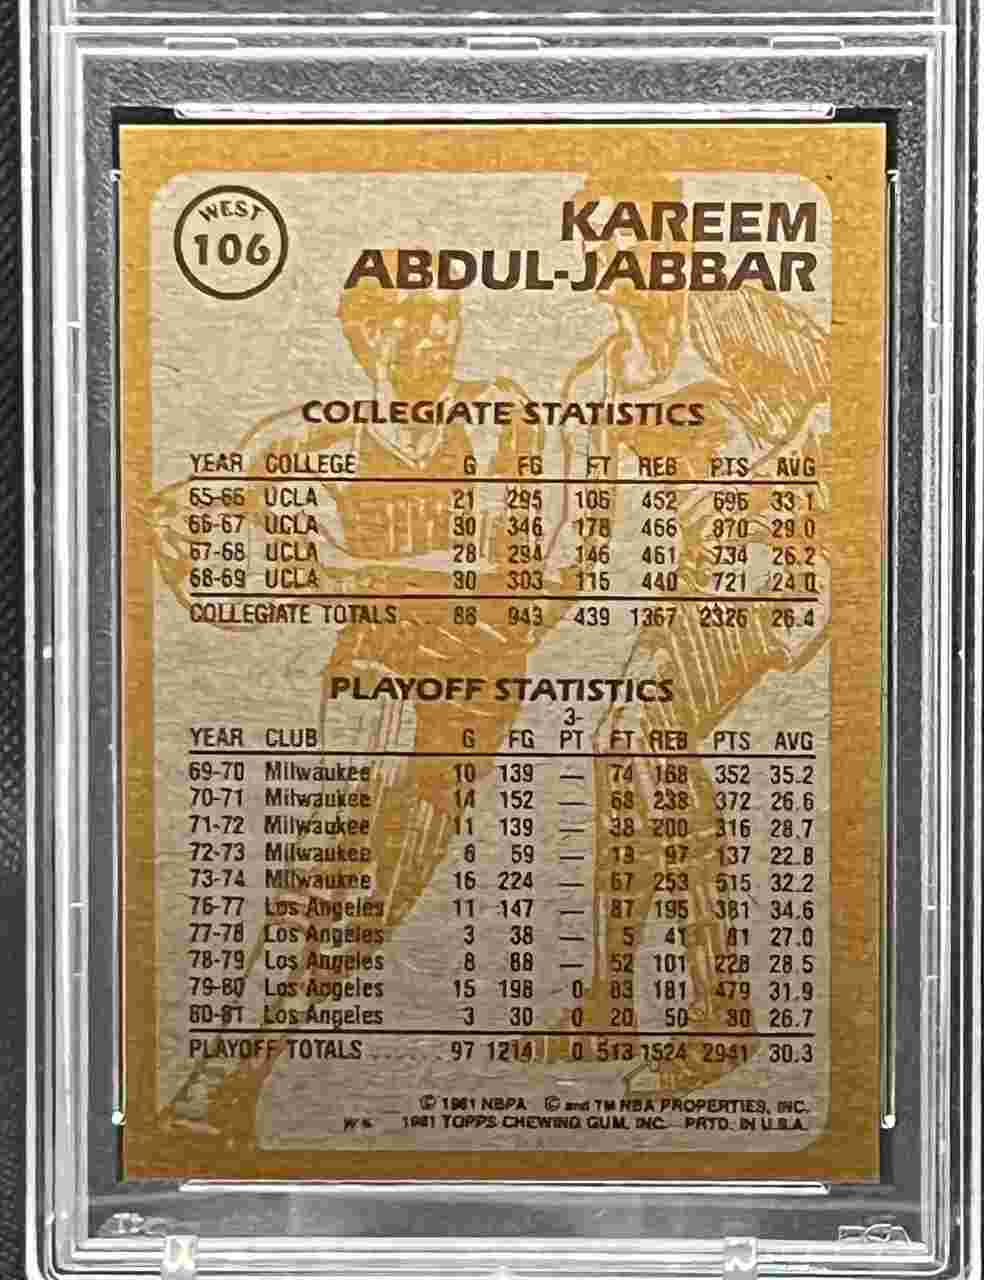 WEST
106
KAREEM
ABDUL-JABBAR
COLLEGIATE STATISTICS
YEAR COLLEGE G FG FT REB PTS AVG
65-66 UCLA 21 295 106 452 696 33.1
66-67 UCLA 30 346 178 466 870 29.0
67-68 UCLA 28 294 146 461 734 26.2
68-69 UCLA 30 303 115 440 721 24.0
COLLEGIATE TOTALS . . 88 943 439 1367 2325 26.4
PLAYOFF STATISTICS
YEAR CLUB G FG 3-PT FT REB PTS AVG
69-70 Milwaukee 10 139 — 74 168 352 35.2
70-71 Milwaukee 14 152 — 68 238 372 26.6
71-72 Milwaukee 11 139 — 38 200 316 28.7
72-73 Milwaukee 6 59 — 19 97 137 22.8
73-74 Milwaukee 16 224 — 67 253 515 32.2
76-77 Los Angeles 11 147 — 87 195 381 34.6
77-78 Los Angeles 3 38 — 5 41 81 27.0
78-79 Los Angeles 8 88 — 52 101 228 28.5
79-80 Los Angeles 15 198 0 83 181 479 31.9
80-81 Los Angeles 3 30 0 20 50 80 26.7
PLAYOFF TOTALS ........ 97 1214 0 513 1524 2941 30.3
© 1981 NBPA © and TM NBA PROPERTIES, INC.
1981 TOPPS CHEWING GUM, INC. PRTD. IN U.S.A.